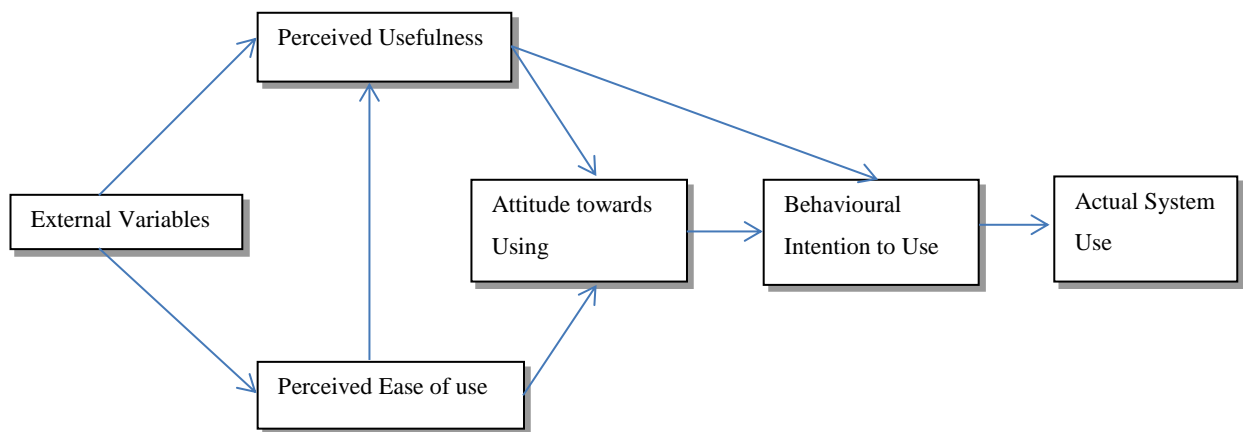 Perceived Usefulness
External Variables
Attitude towards
Using
Behavioural
Intention to Use
Actual System
Use
Perceived Ease of use